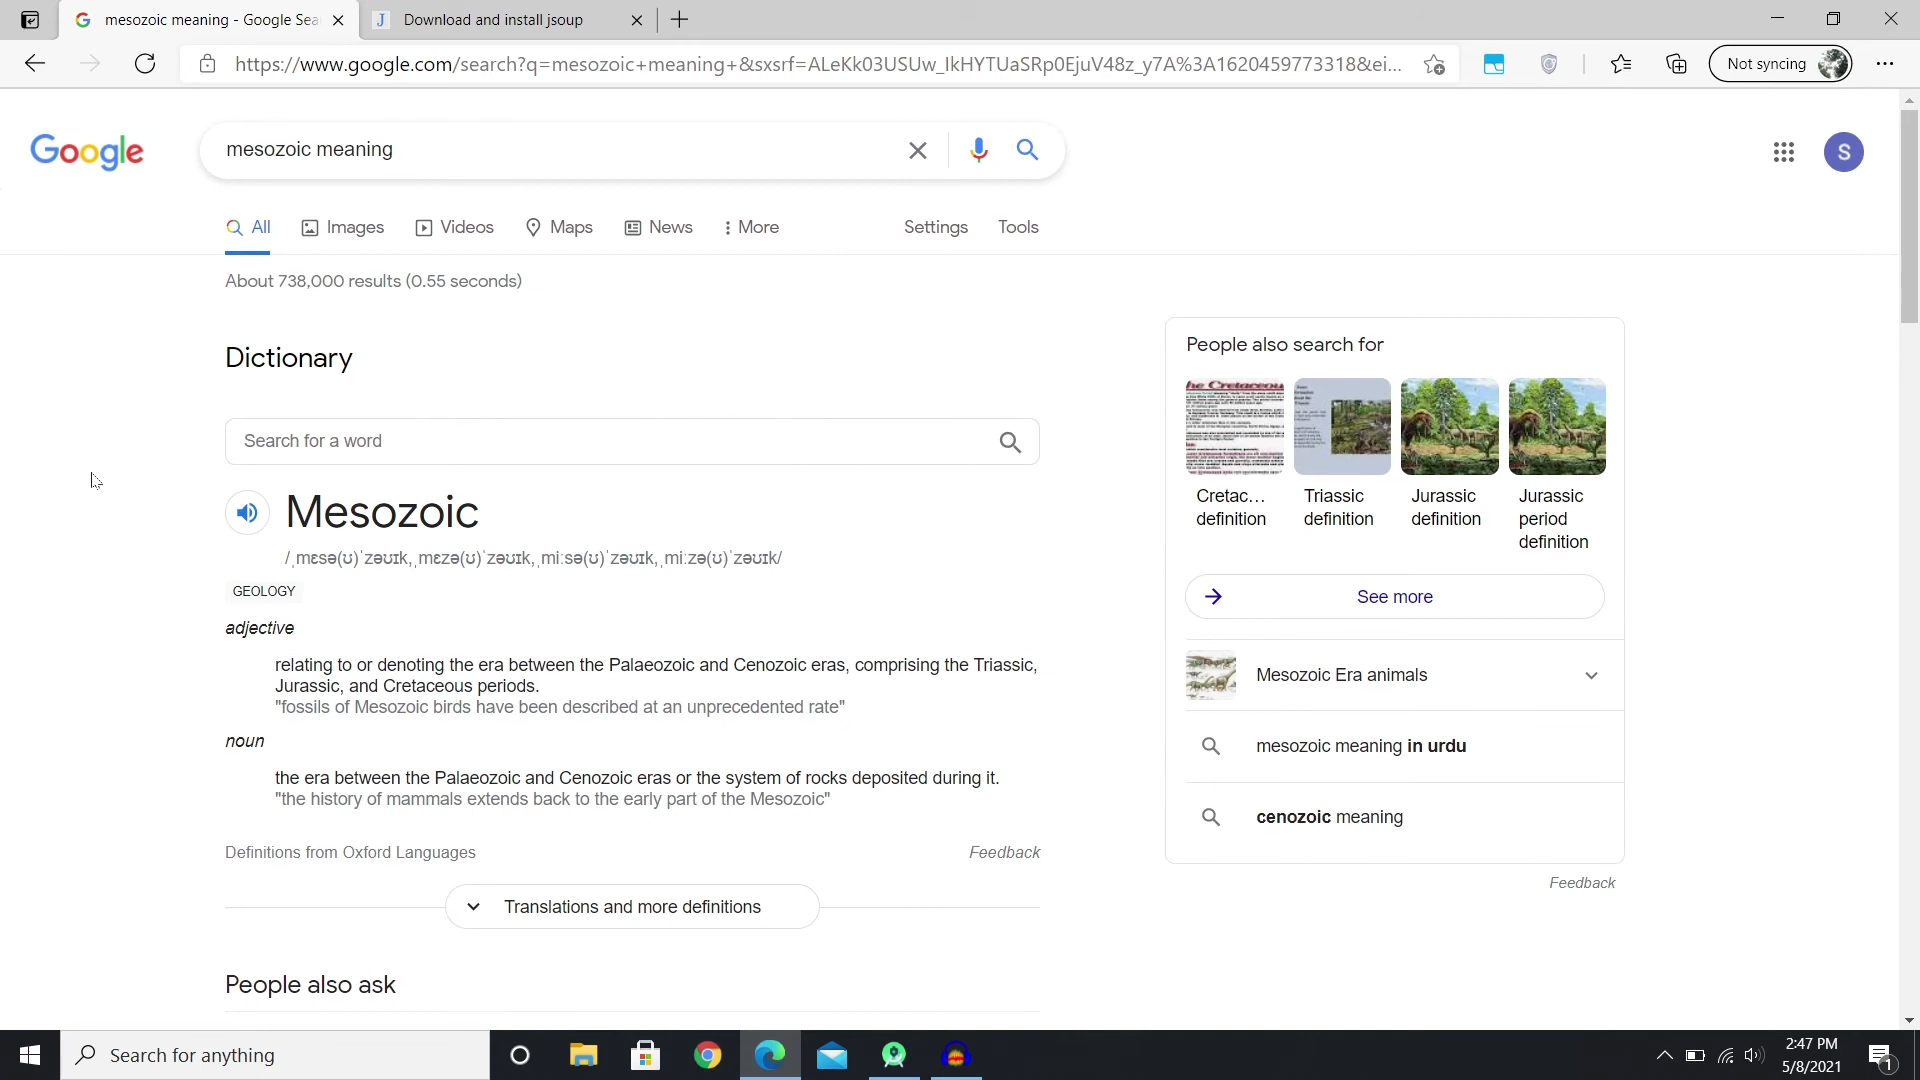 mesozoic meaning - Google Sea
Download and install jsoup
https://www.google.com/search?q=mesozoic+meaning+&sxsrf=ALeKk03USUw_IkHYTUaSRp0EjuV48z_y7A%3A1620459773318&ei...
Not syncing
Google
mesozoic meaning
S
All
Images
Videos
Maps
News
More
Settings
Tools
About 738,000 results (0.55 seconds)
Dictionary
Search for a word
Mesozoic
/ˌmɛsə(ʊ)ˈzəʊɪk,ˌmɛzə(ʊ)ˈzəʊɪk,ˌmiːsə(ʊ)ˈzəʊɪk,ˌmiːzə(ʊ)ˈzəʊɪk/
GEOLOGY
adjective
relating to or denoting the era between the Palaeozoic and Cenozoic eras, comprising the Triassic,
Jurassic, and Cretaceous periods.
"fossils of Mesozoic birds have been described at an unprecedented rate"
noun
the era between the Palaeozoic and Cenozoic eras or the system of rocks deposited during it.
"the history of mammals extends back to the early part of the Mesozoic"
Definitions from Oxford Languages
Feedback
Translations and more definitions
People also ask
People also search for
he Cretaceou
Cretac...
definition
Triassic
definition
Jurassic
definition
Jurassic
period
definition
See more
Mesozoic Era animals
mesozoic meaning in urdu
cenozoic meaning
Feedback
Search for anything
2:47 PM
5/8/2021
1